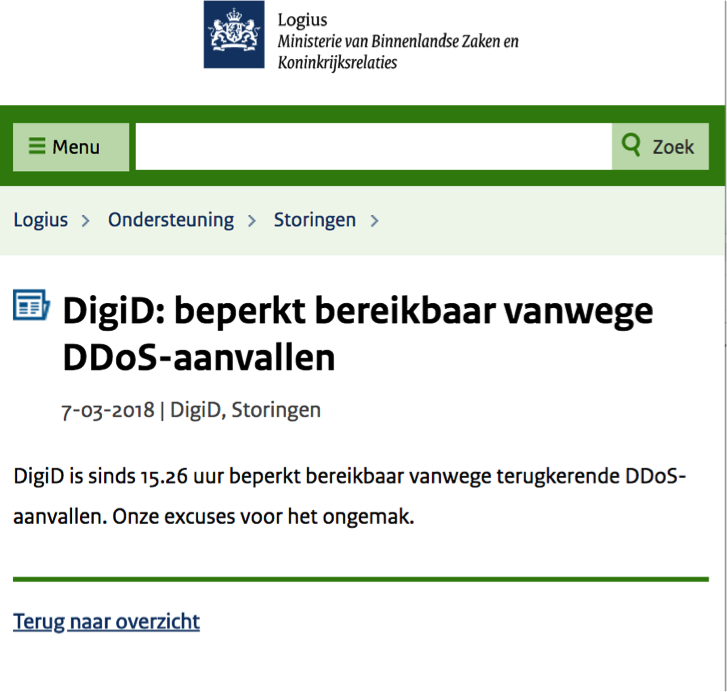 Logius
Ministerie van Binnenlandse Zaken en
Koninkrijksrelaties
Menu
Zoek
Logius > Ondersteuning > Storingen >
DigiD: beperkt bereikbaar vanwege
DDoS-aanvallen
7-03-2018 | DigiD, Storingen
DigiD is sinds 15.26 uur beperkt bereikbaar vanwege terugkerende DDoS-
aanvallen. Onze excuses voor het ongemak.
Terug naar overzicht